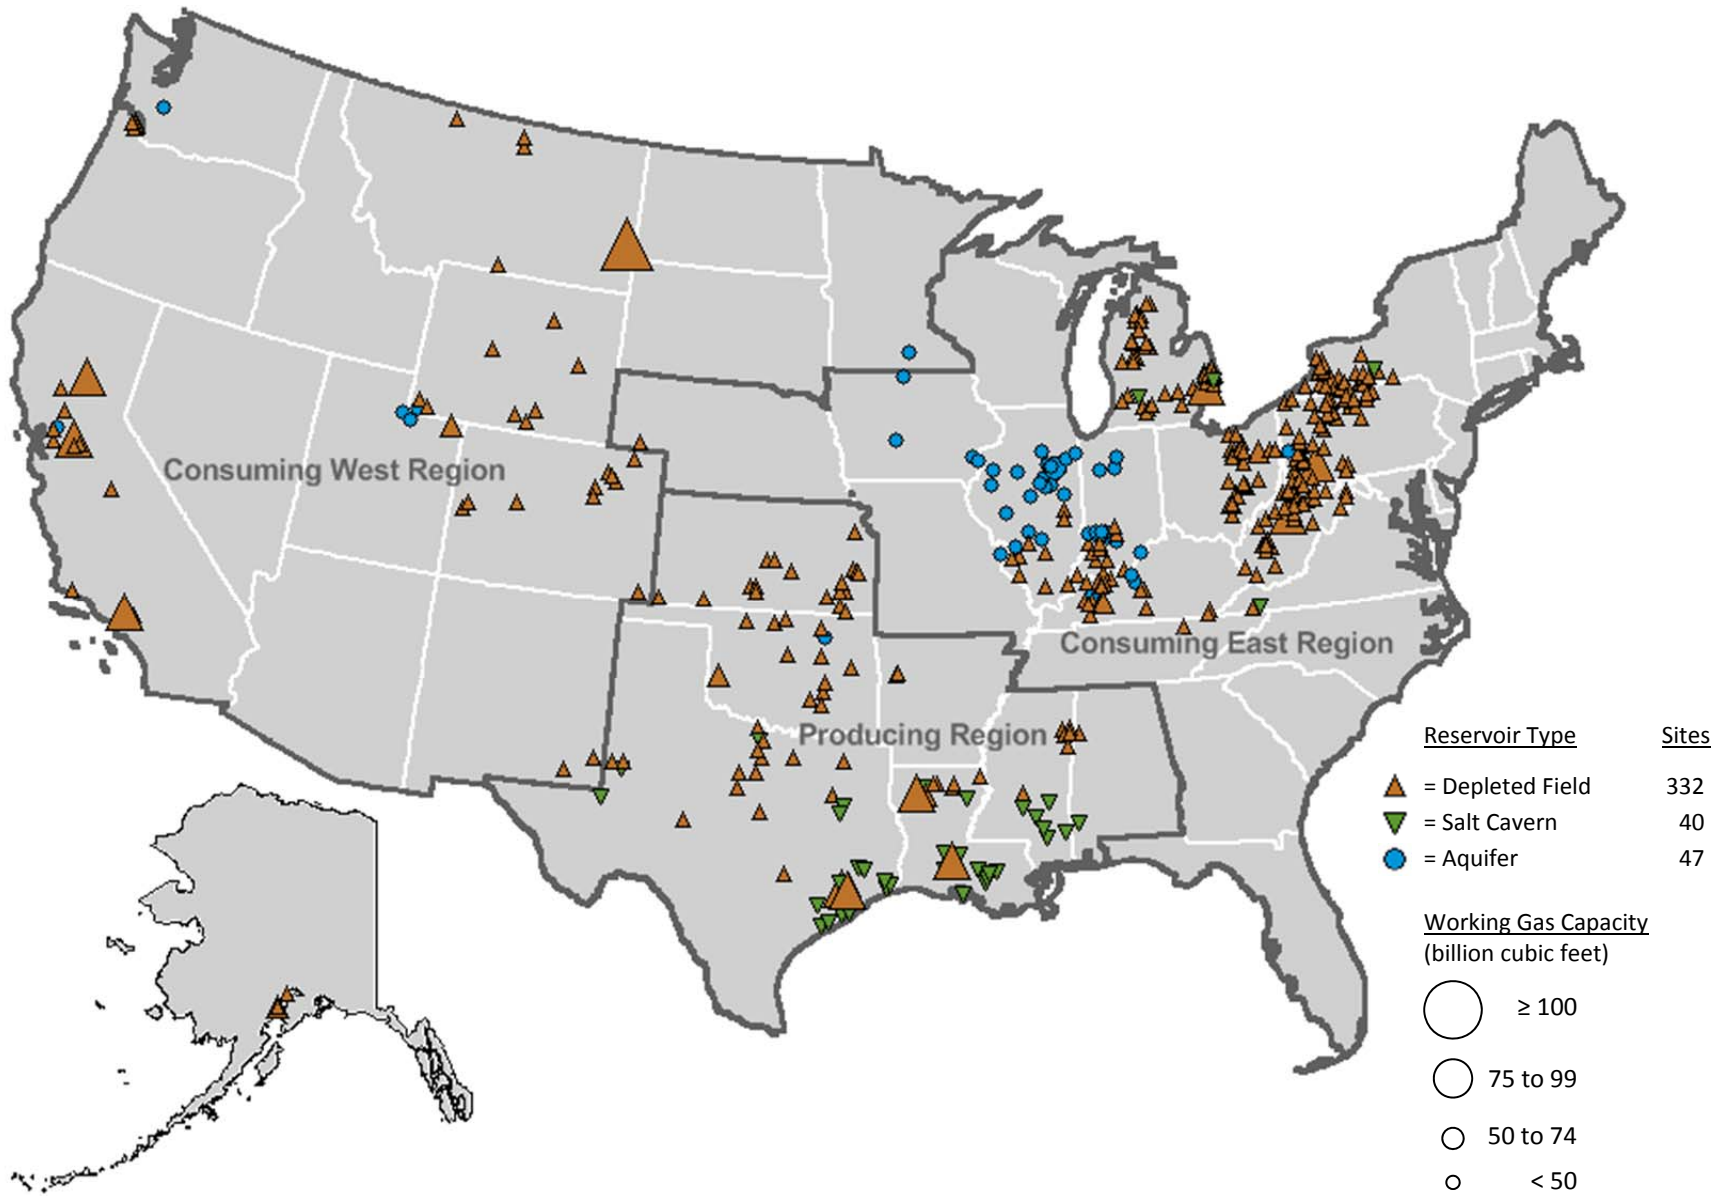 Consuming West Region
Consuming East Region
Producing Region
Reservoir Type Sites
= Depleted Field 332
= Salt Cavern 40
= Aquifer 47
Working Gas Capacity
(billion cubic feet)
≥ 100
75 to 99
50 to 74
< 50